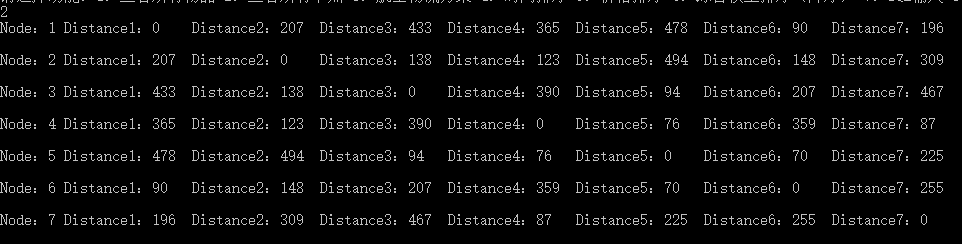 2
Node: 1 Distance1: 0 Distance2: 207 Distance3: 433 Distance4: 365 Distance5: 478 Distance6: 90 Distance7: 196
Node: 2 Distance1: 207 Distance2: 0 Distance3: 138 Distance4: 123 Distance5: 494 Distance6: 148 Distance7: 309
Node: 3 Distance1: 433 Distance2: 138 Distance3: 0 Distance4: 390 Distance5: 94 Distance6: 207 Distance7: 467
Node: 4 Distance1: 365 Distance2: 123 Distance3: 390 Distance4: 0 Distance5: 76 Distance6: 359 Distance7: 87
Node: 5 Distance1: 478 Distance2: 494 Distance3: 94 Distance4: 76 Distance5: 0 Distance6: 70 Distance7: 225
Node: 6 Distance1: 90 Distance2: 148 Distance3: 207 Distance4: 359 Distance5: 70 Distance6: 0 Distance7: 255
Node: 7 Distance1: 196 Distance2: 309 Distance3: 467 Distance4: 87 Distance5: 225 Distance6: 255 Distance7: 0